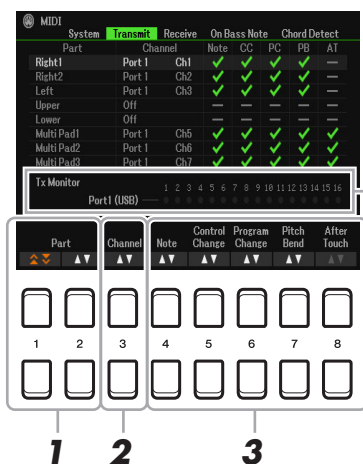 MIDI
System Transmit Receive On Bass Note Chord Detect
Part Channel Note CC PC PB AT
Right1 Port 1 Ch1 ✓ ✓ ✓ ✓ —
Right2 Port 1 Ch2 ✓ ✓ ✓ ✓ —
Left Port 1 Ch3 ✓ ✓ ✓ ✓ —
Upper Off
Lower Off
Multi Pad1 Port 1 Ch5 ✓ ✓ ✓ ✓ ✓
Multi Pad2 Port 1 Ch6 ✓ ✓ ✓ ✓ ✓
Multi Pad3 Port 1 Ch7 ✓ ✓ ✓ ✓ ✓
Tx Monitor 1 2 3 4 5 6 7 8 9 10 11 12 13 14 15 16
Port1 (USB)
Part Channel Note Control Change Program Change Pitch Bend After Touch
1 2 3 4 5 6 7 8
1 2 3